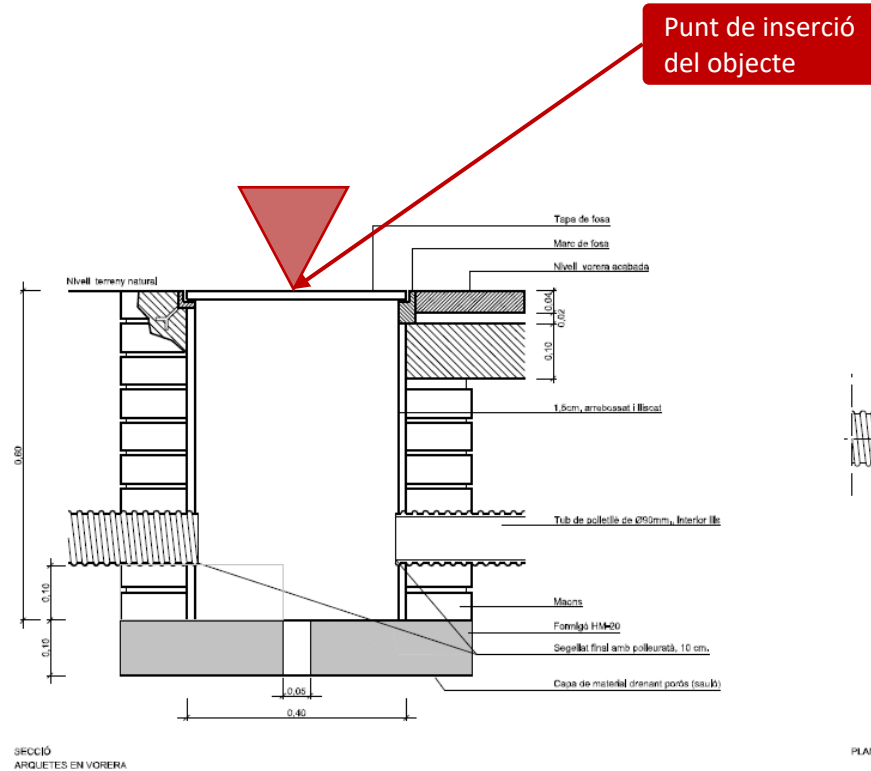 Punt de inserció
del objecte
Tapa de fosa
Marc de fosa
Nivell vorera acabada
Nivell terreny natural
0,04
0,02
0,10
0,60
1,5cm, arrebossat i lliscat
Tub de polietilè de Ø90mm,, Interior llis
0,10
Maons
Formigó HM-20
Segellat final amb polieuratà, 10 cm.
0,10
Capa de material drenant porós (sauló)
0,05
0,40
SECCIÓ
ARQUETES EN VORERA
PLAN